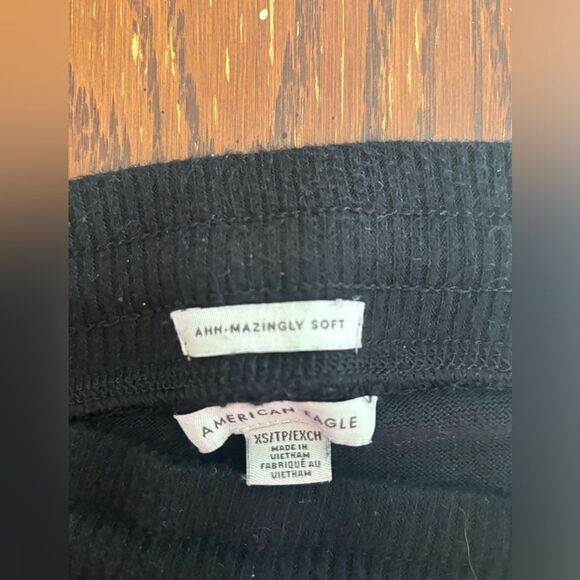 AHH-MAZINGLY SOFT
AMERICAN EAGLE
XS/TP/EXCH
MADE IN
VIETNAM
FABRIQUÉ AU
VIETNAM